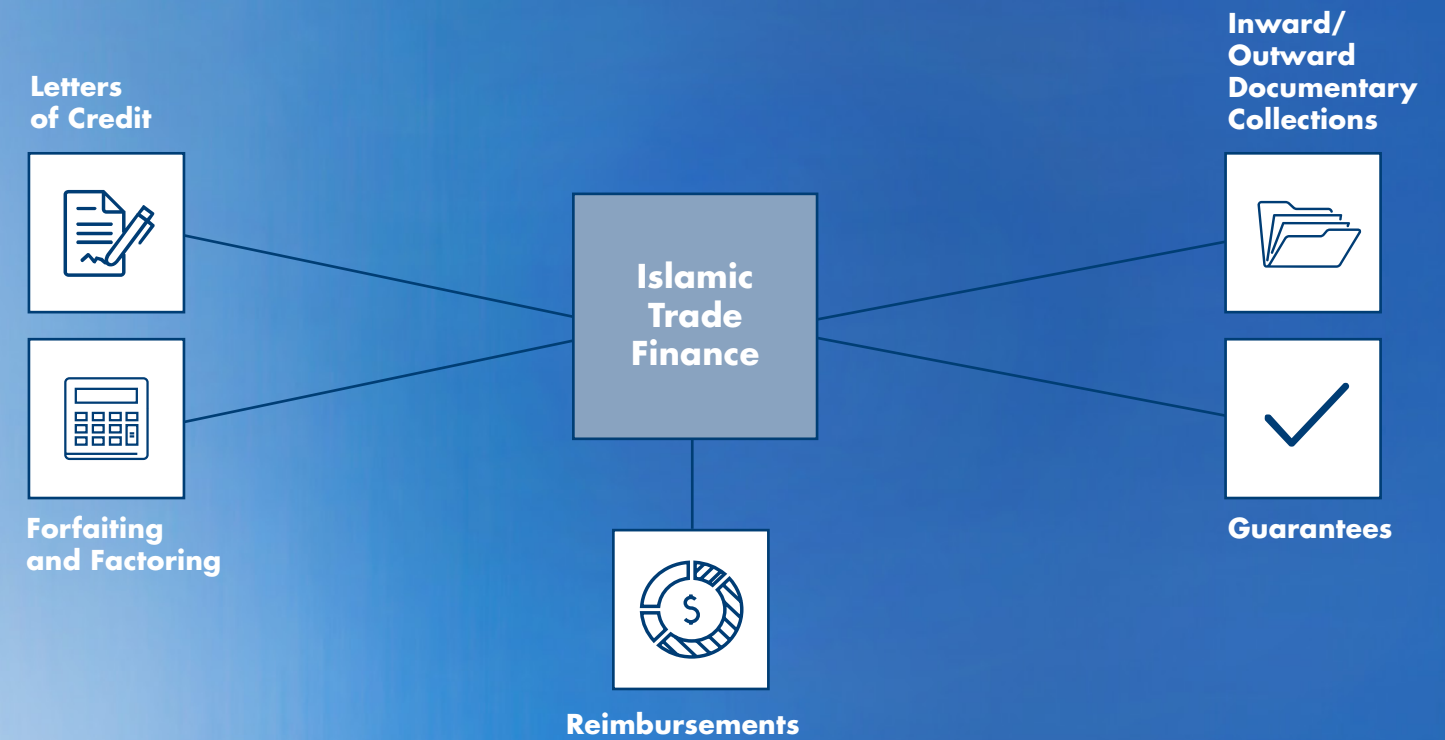 Letters
of Credit
Inward/
Outward
Documentary
Collections
Islamic
Trade
Finance
$
Forfaiting
and Factoring
Guarantees
Reimbursements